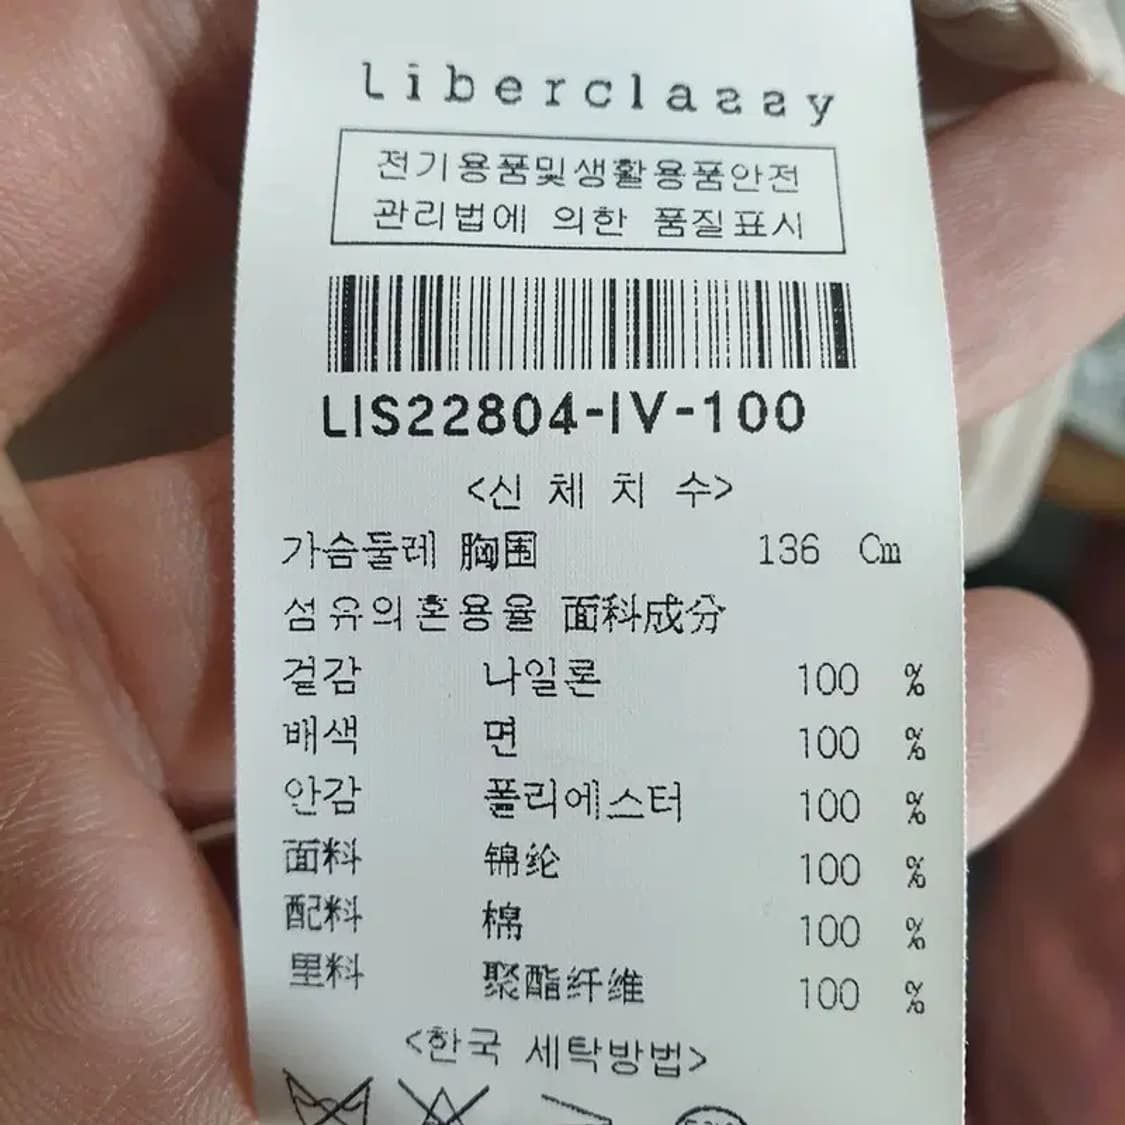 Liberclassy
전기용품및생활용품안전
관리법에 의한 품질표시
LIS22804-IV-100
<신 체 치 수>
가슴둘레 胸围 136 Cm
섬유의혼용율 面料成分
겉감 나일론 100 %
배색 면 100 %
안감 폴리에스터 100 %
面料 锦纶 100 %
配料 棉 100 %
里料 聚酯纤维 100 %
<한국 세탁방법>